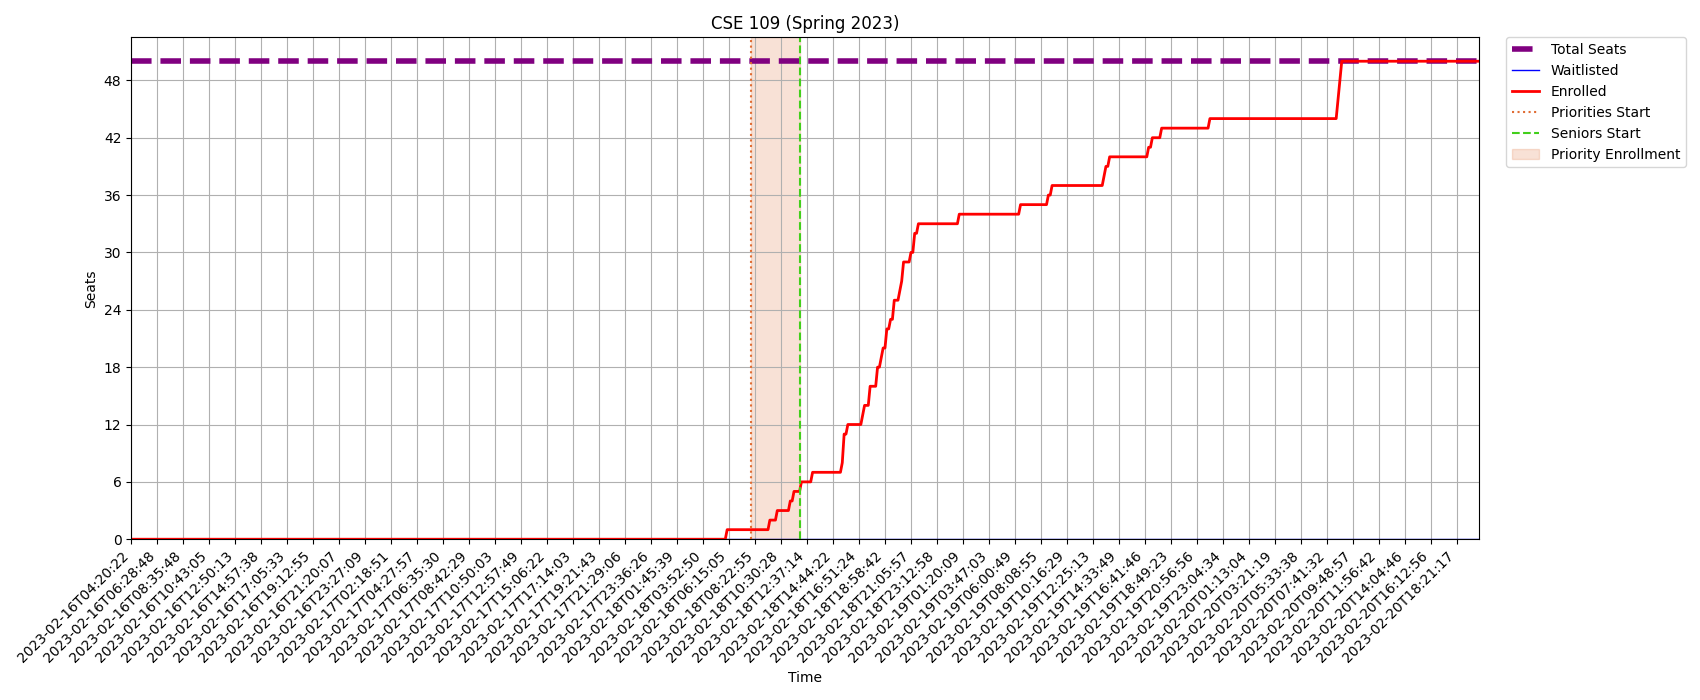 CSE 109 (Spring 2023)
Total Seats
Waitlisted
Enrolled
Priorities Start
Seniors Start
Priority Enrollment
Seats
48
42
36
30
24
18
12
6
0
2023-02-16T04:20:22
2023-02-16T06:28:48
2023-02-16T08:35:48
2023-02-16T10:43:05
2023-02-16T12:50:13
2023-02-16T14:57:38
2023-02-16T17:05:33
2023-02-16T19:12:55
2023-02-16T21:20:07
2023-02-16T23:27:09
2023-02-17T02:18:51
2023-02-17T04:27:57
2023-02-17T06:35:30
2023-02-17T08:42:29
2023-02-17T10:50:03
2023-02-17T12:57:49
2023-02-17T15:06:22
2023-02-17T17:14:03
2023-02-17T19:21:43
2023-02-17T21:29:06
2023-02-17T23:36:26
2023-02-18T01:45:39
2023-02-18T03:52:50
2023-02-18T06:15:05
2023-02-18T08:22:55
2023-02-18T10:30:28
2023-02-18T12:37:14
2023-02-18T14:44:22
2023-02-18T16:51:24
2023-02-18T18:58:42
2023-02-18T21:05:57
2023-02-18T23:12:58
2023-02-19T01:20:09
2023-02-19T03:47:03
2023-02-19T06:00:49
2023-02-19T08:08:55
2023-02-19T10:16:29
2023-02-19T12:25:13
2023-02-19T14:33:49
2023-02-19T16:41:46
2023-02-19T18:49:23
2023-02-19T20:56:56
2023-02-19T23:04:34
2023-02-20T01:13:04
2023-02-20T03:21:19
2023-02-20T05:33:38
2023-02-20T07:41:32
2023-02-20T09:48:57
2023-02-20T11:56:42
2023-02-20T14:04:46
2023-02-20T16:12:56
2023-02-20T18:21:17
Time